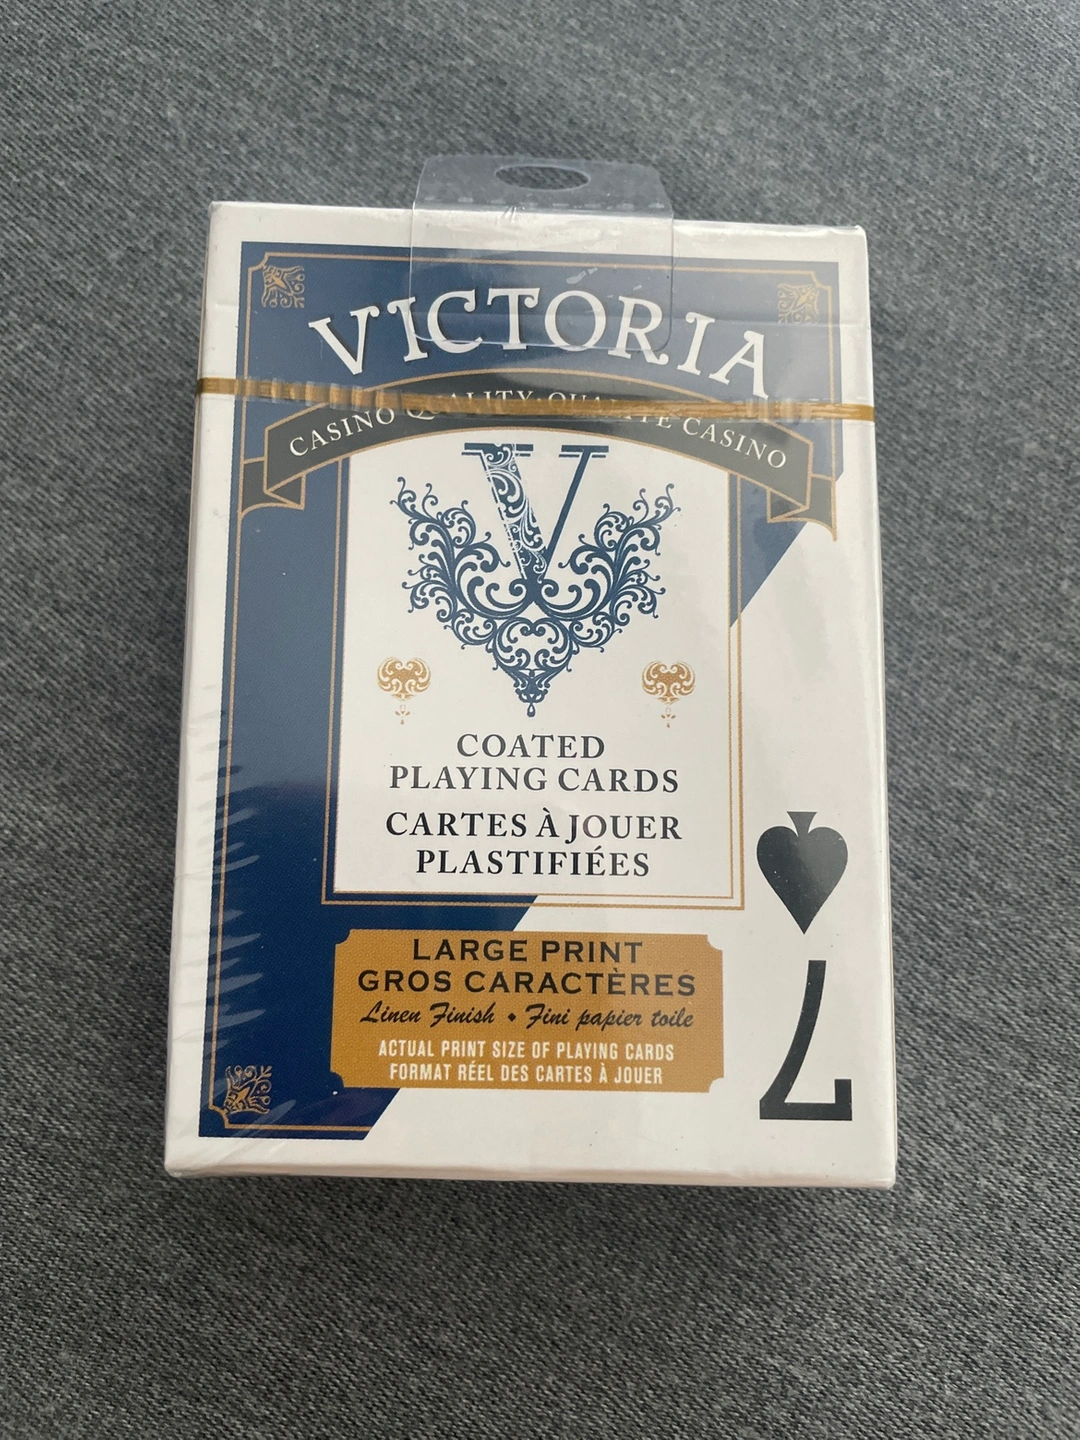 VICTORIA
CASINO QUALITY · QUALITÉ CASINO
V
COATED
PLAYING CARDS
CARTES À JOUER
PLASTIFIÉES
LARGE PRINT
GROS CARACTÈRES
Linen Finish • Fini papier toile
ACTUAL PRINT SIZE OF PLAYING CARDS
FORMAT RÉEL DES CARTES À JOUER
7